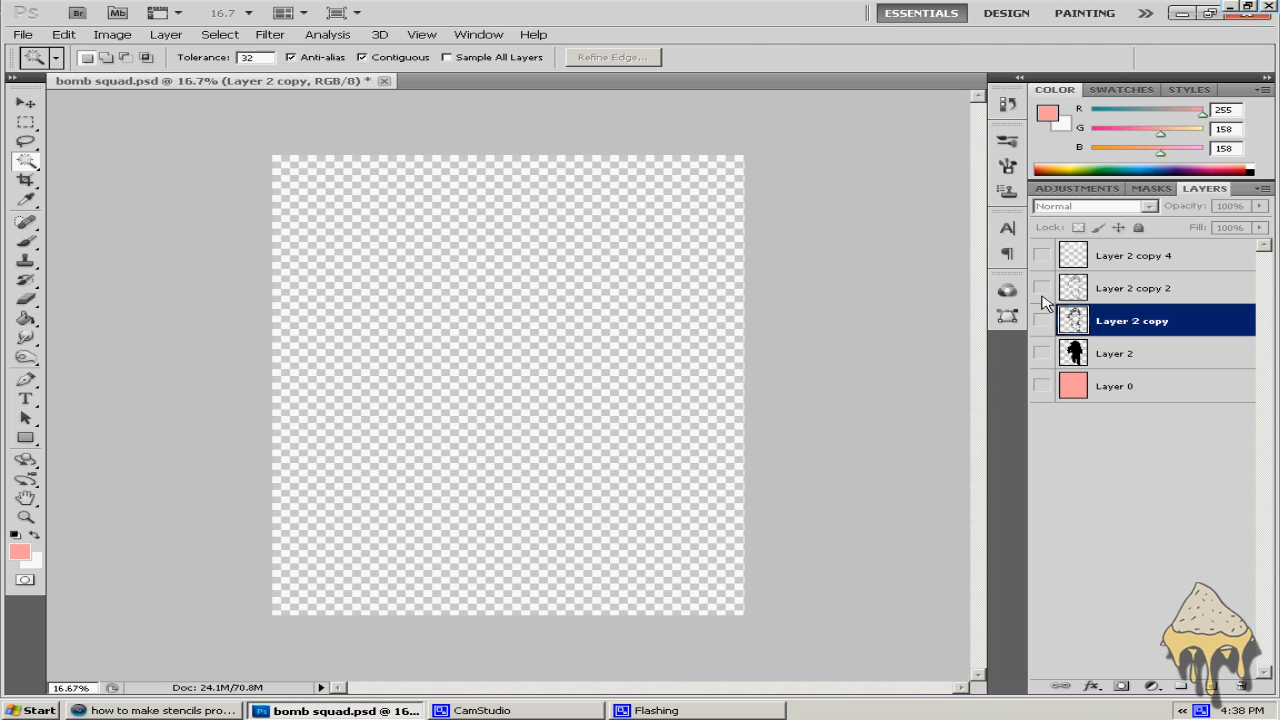 Ps Br Mb 16.7 ESSENTIALS DESIGN PAINTING
File Edit Image Layer Select Filter Analysis 3D View Window Help
Tolerance: 32 Anti-alias Contiguous Sample All Layers Refine Edge...
bomb squad.psd @ 16.7% (Layer 2 copy, RGB/8) *
COLOR SWATCHES STYLES
R 255
G 158
B 158
ADJUSTMENTS MASKS LAYERS
Normal Opacity: 100%
Lock: Fill: 100%
Layer 2 copy 4
Layer 2 copy 2
Layer 2 copy
Layer 2
Layer 0
16.67% Doc: 24.1M/70.8M
Start how to make stencils pro... bomb squad.psd @ 16... CamStudio Flashing 4:38 PM